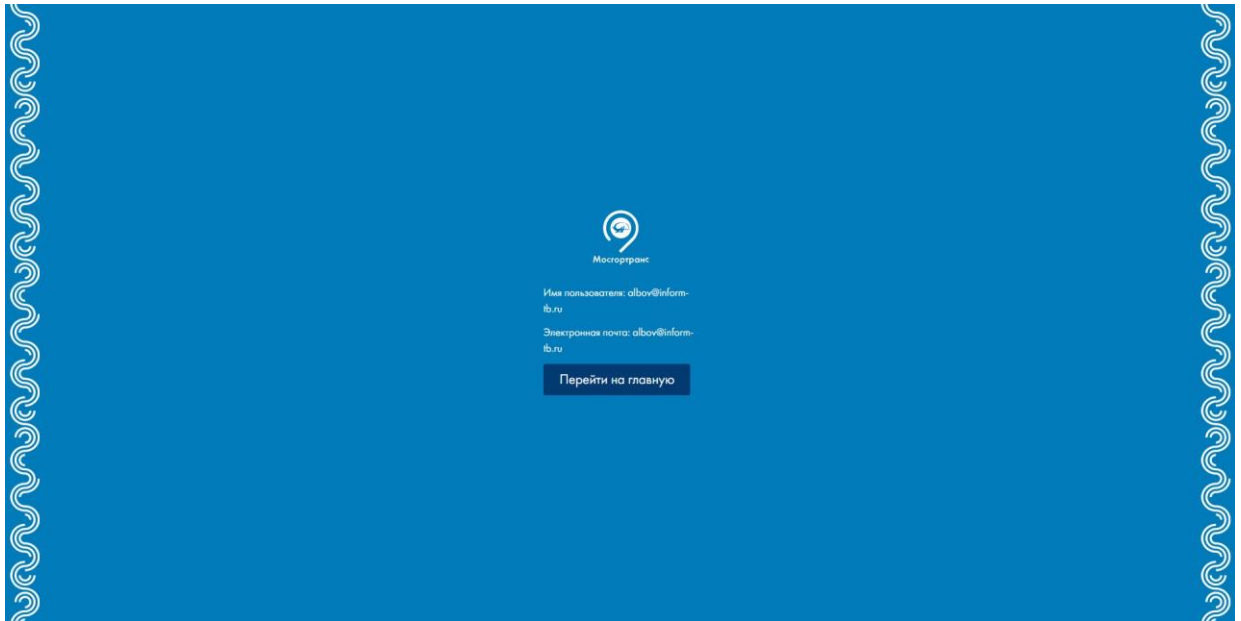 Мосгортранс
Имя пользователя: albov@inform-
tb.ru
Электронная почта: albov@inform-
tb.ru
Перейти на главную